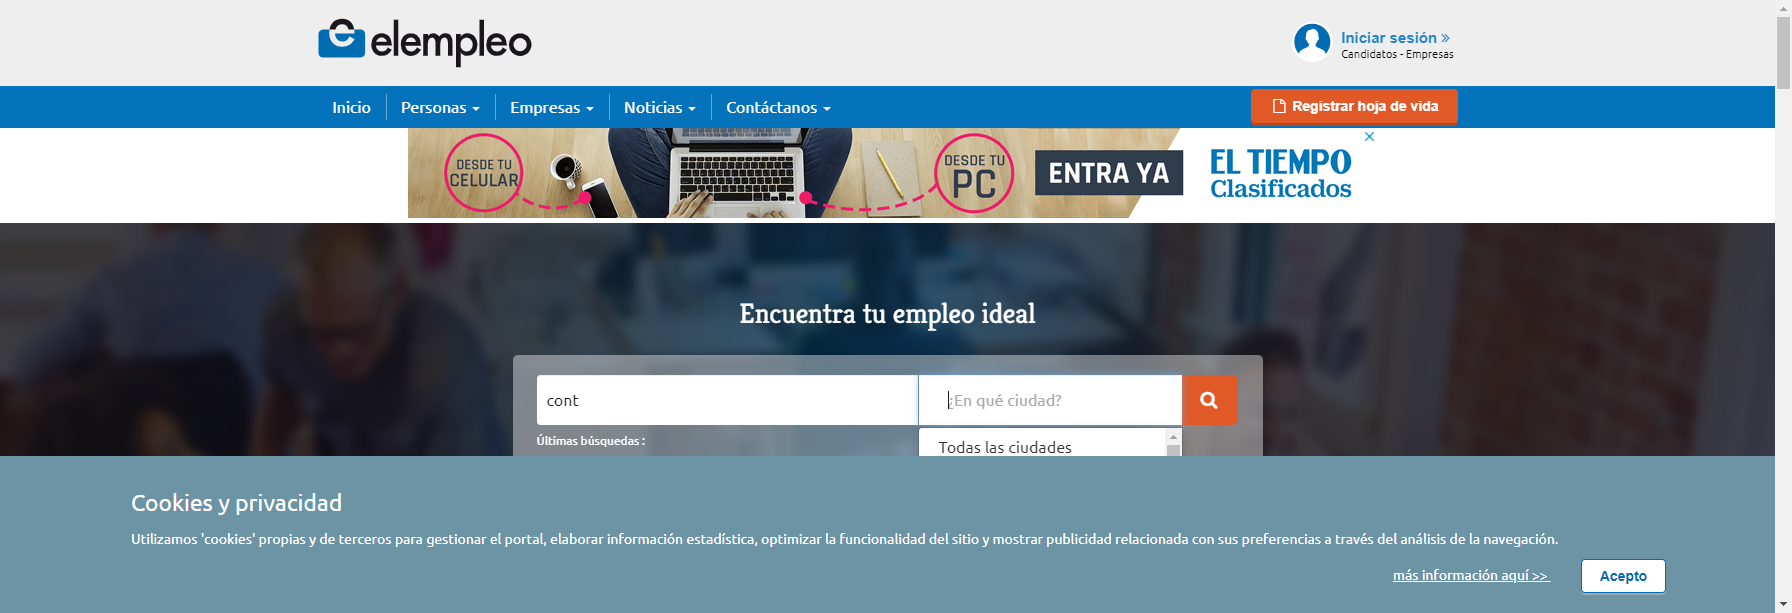 elempleo
Iniciar sesión »
Candidatos - Empresas
Inicio
Personas
Empresas
Noticias
Contáctanos
Registrar hoja de vida
DESDE TU
CELULAR
DESDE TU
PC
ENTRA YA
EL TIEMPO
Clasificados
Encuentra tu empleo ideal
cont
¿En qué ciudad?
Últimas búsquedas :
Todas las ciudades
Cookies y privacidad
Utilizamos 'cookies' propias y de terceros para gestionar el portal, elaborar información estadística, optimizar la funcionalidad del sitio y mostrar publicidad relacionada con sus preferencias a través del análisis de la navegación.
más información aquí >>
Acepto